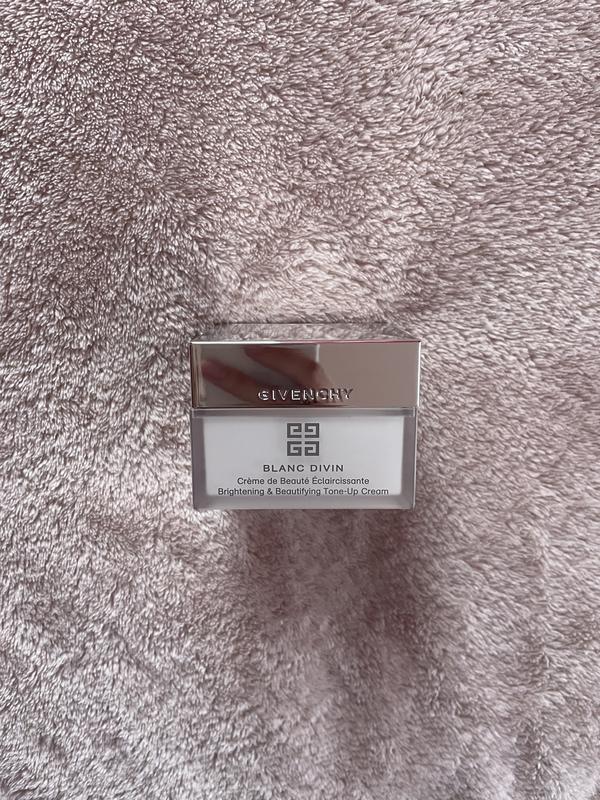 GIVENCHY
BLANC DIVIN
Crème de Beauté Éclaircissante
Brightening & Beautifying Tone-Up Cream